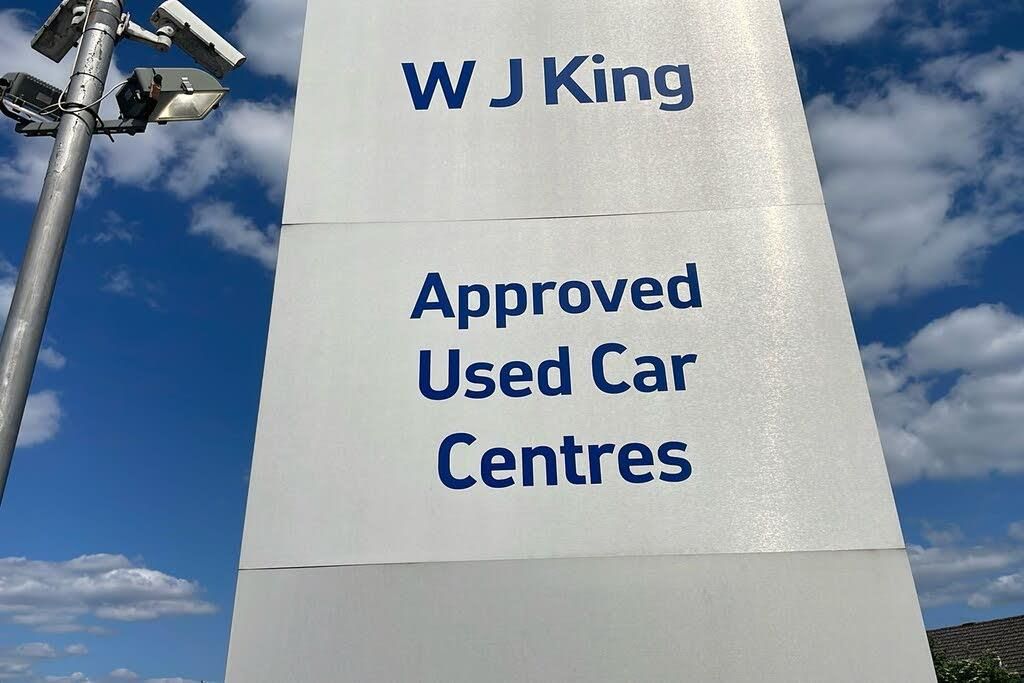 W J King
Approved
Used Car
Centres